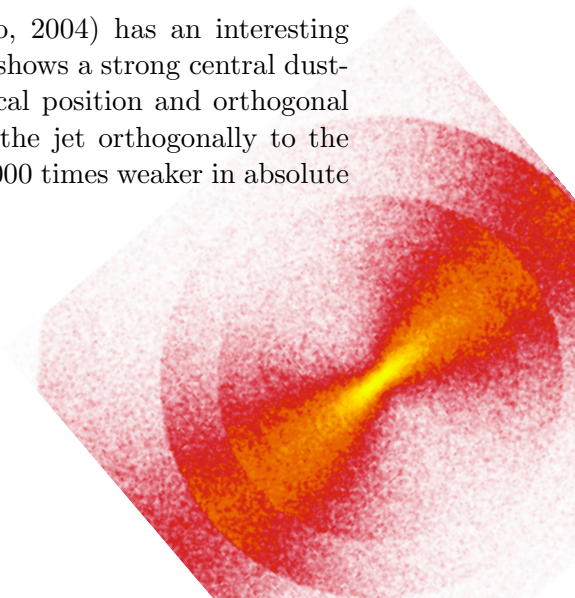 2004) has an interesting
shows a strong central dust-
position and orthogonal
the jet orthogonally to the
000 times weaker in absolute